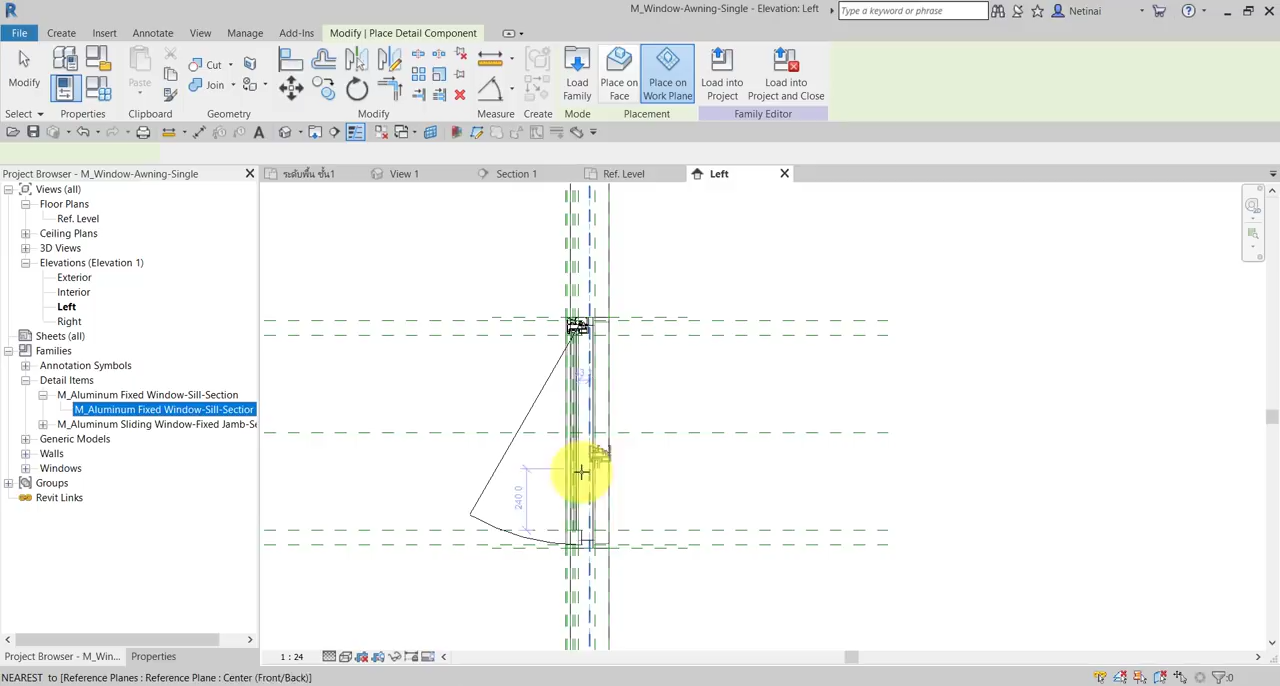 M_Window-Awning-Single - Elevation: Left
Type a keyword or phrase
Netinai
File Create Insert Annotate View Manage Add-Ins Modify | Place Detail Component
Modify
Paste
Cut
Join
Load Family
Place on Face
Place on Work Plane
Load into Project
Load into Project and Close
Select Properties Clipboard Geometry Modify Measure Create Mode Placement Family Editor
Project Browser - M_Window-Awning-Single
ระดับพื้น ชั้น1 View 1 Section 1 Ref. Level Left
Views (all)
Floor Plans
Ref. Level
Ceiling Plans
3D Views
Elevations (Elevation 1)
Exterior
Interior
Left
Right
Sheets (all)
Families
Annotation Symbols
Detail Items
M_Aluminum Fixed Window-Sill-Section
M_Aluminum Fixed Window-Sill-Section
M_Aluminum Sliding Window-Fixed Jamb-Se
Generic Models
Walls
Windows
Groups
Revit Links
240.0
Project Browser - M_Win... Properties
1 : 24
NEAREST to [Reference Planes : Reference Plane : Center (Front/Back)]
:0